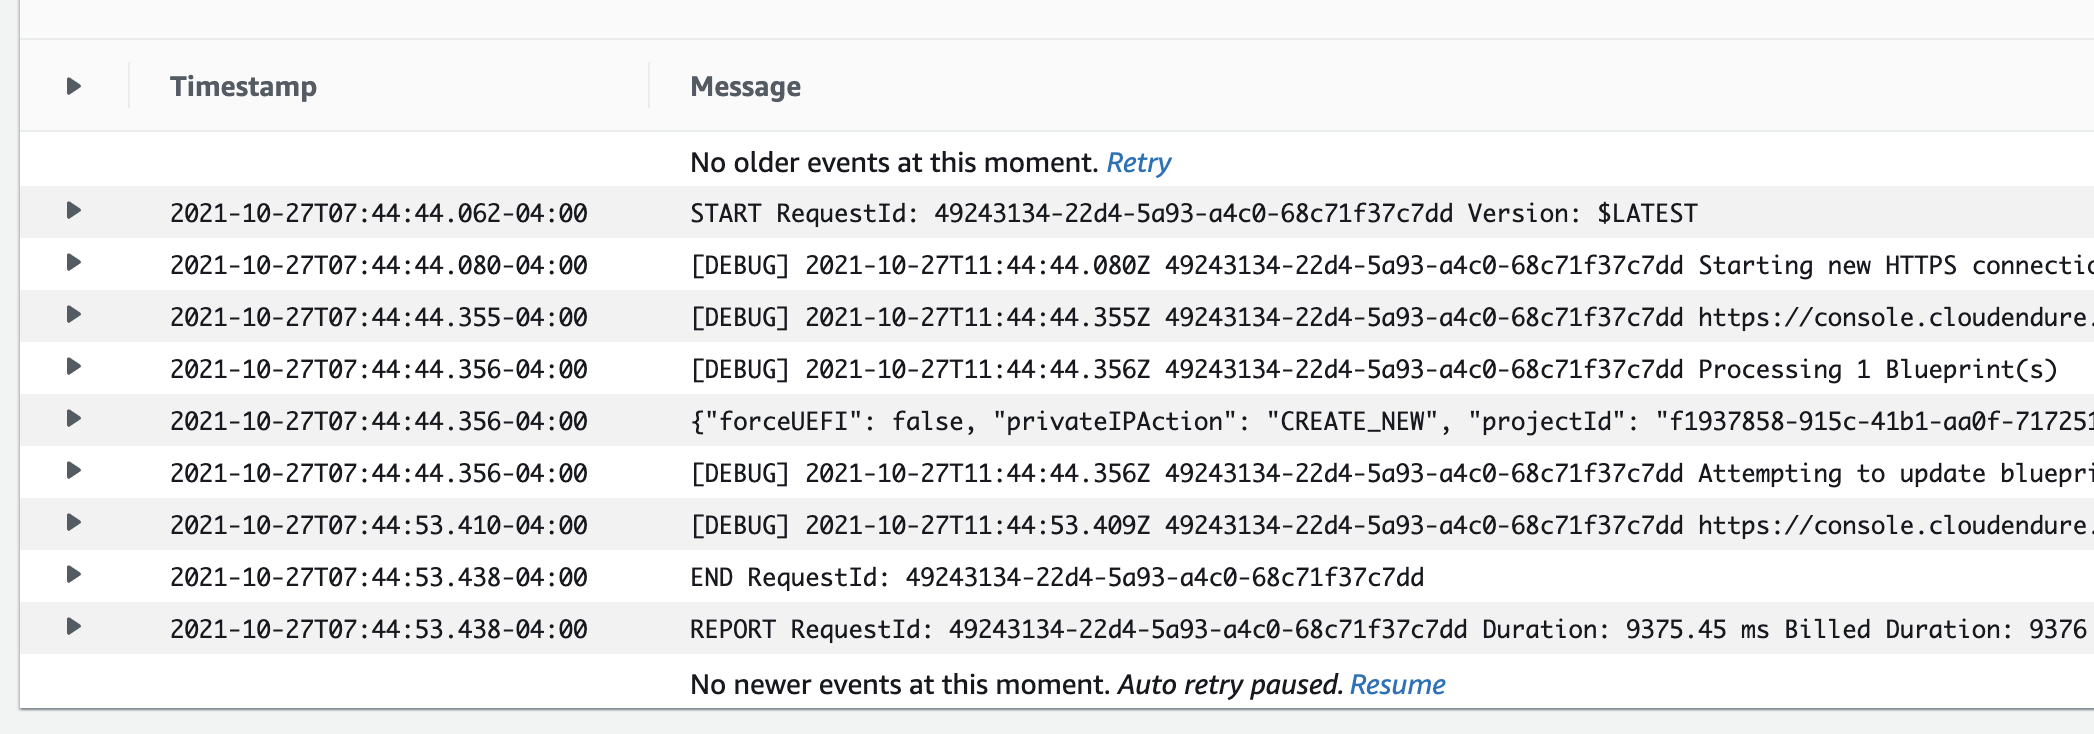 Timestamp Message
No older events at this moment. Retry
2021-10-27T07:44:44.062-04:00 START RequestId: 49243134-22d4-5a93-a4c0-68c71f37c7dd Version: $LATEST
2021-10-27T07:44:44.080-04:00 [DEBUG] 2021-10-27T11:44:44.080Z 49243134-22d4-5a93-a4c0-68c71f37c7dd Starting new HTTPS connectio
2021-10-27T07:44:44.355-04:00 [DEBUG] 2021-10-27T11:44:44.355Z 49243134-22d4-5a93-a4c0-68c71f37c7dd https://console.cloudendure.
2021-10-27T07:44:44.356-04:00 [DEBUG] 2021-10-27T11:44:44.356Z 49243134-22d4-5a93-a4c0-68c71f37c7dd Processing 1 Blueprint(s)
2021-10-27T07:44:44.356-04:00 {"forceUEFI": false, "privateIPAction": "CREATE_NEW", "projectId": "f1937858-915c-41b1-aa0f-717251
2021-10-27T07:44:44.356-04:00 [DEBUG] 2021-10-27T11:44:44.356Z 49243134-22d4-5a93-a4c0-68c71f37c7dd Attempting to update bluepri
2021-10-27T07:44:53.410-04:00 [DEBUG] 2021-10-27T11:44:53.409Z 49243134-22d4-5a93-a4c0-68c71f37c7dd https://console.cloudendure.
2021-10-27T07:44:53.438-04:00 END RequestId: 49243134-22d4-5a93-a4c0-68c71f37c7dd
2021-10-27T07:44:53.438-04:00 REPORT RequestId: 49243134-22d4-5a93-a4c0-68c71f37c7dd Duration: 9375.45 ms Billed Duration: 9376
No newer events at this moment. Auto retry paused. Resume